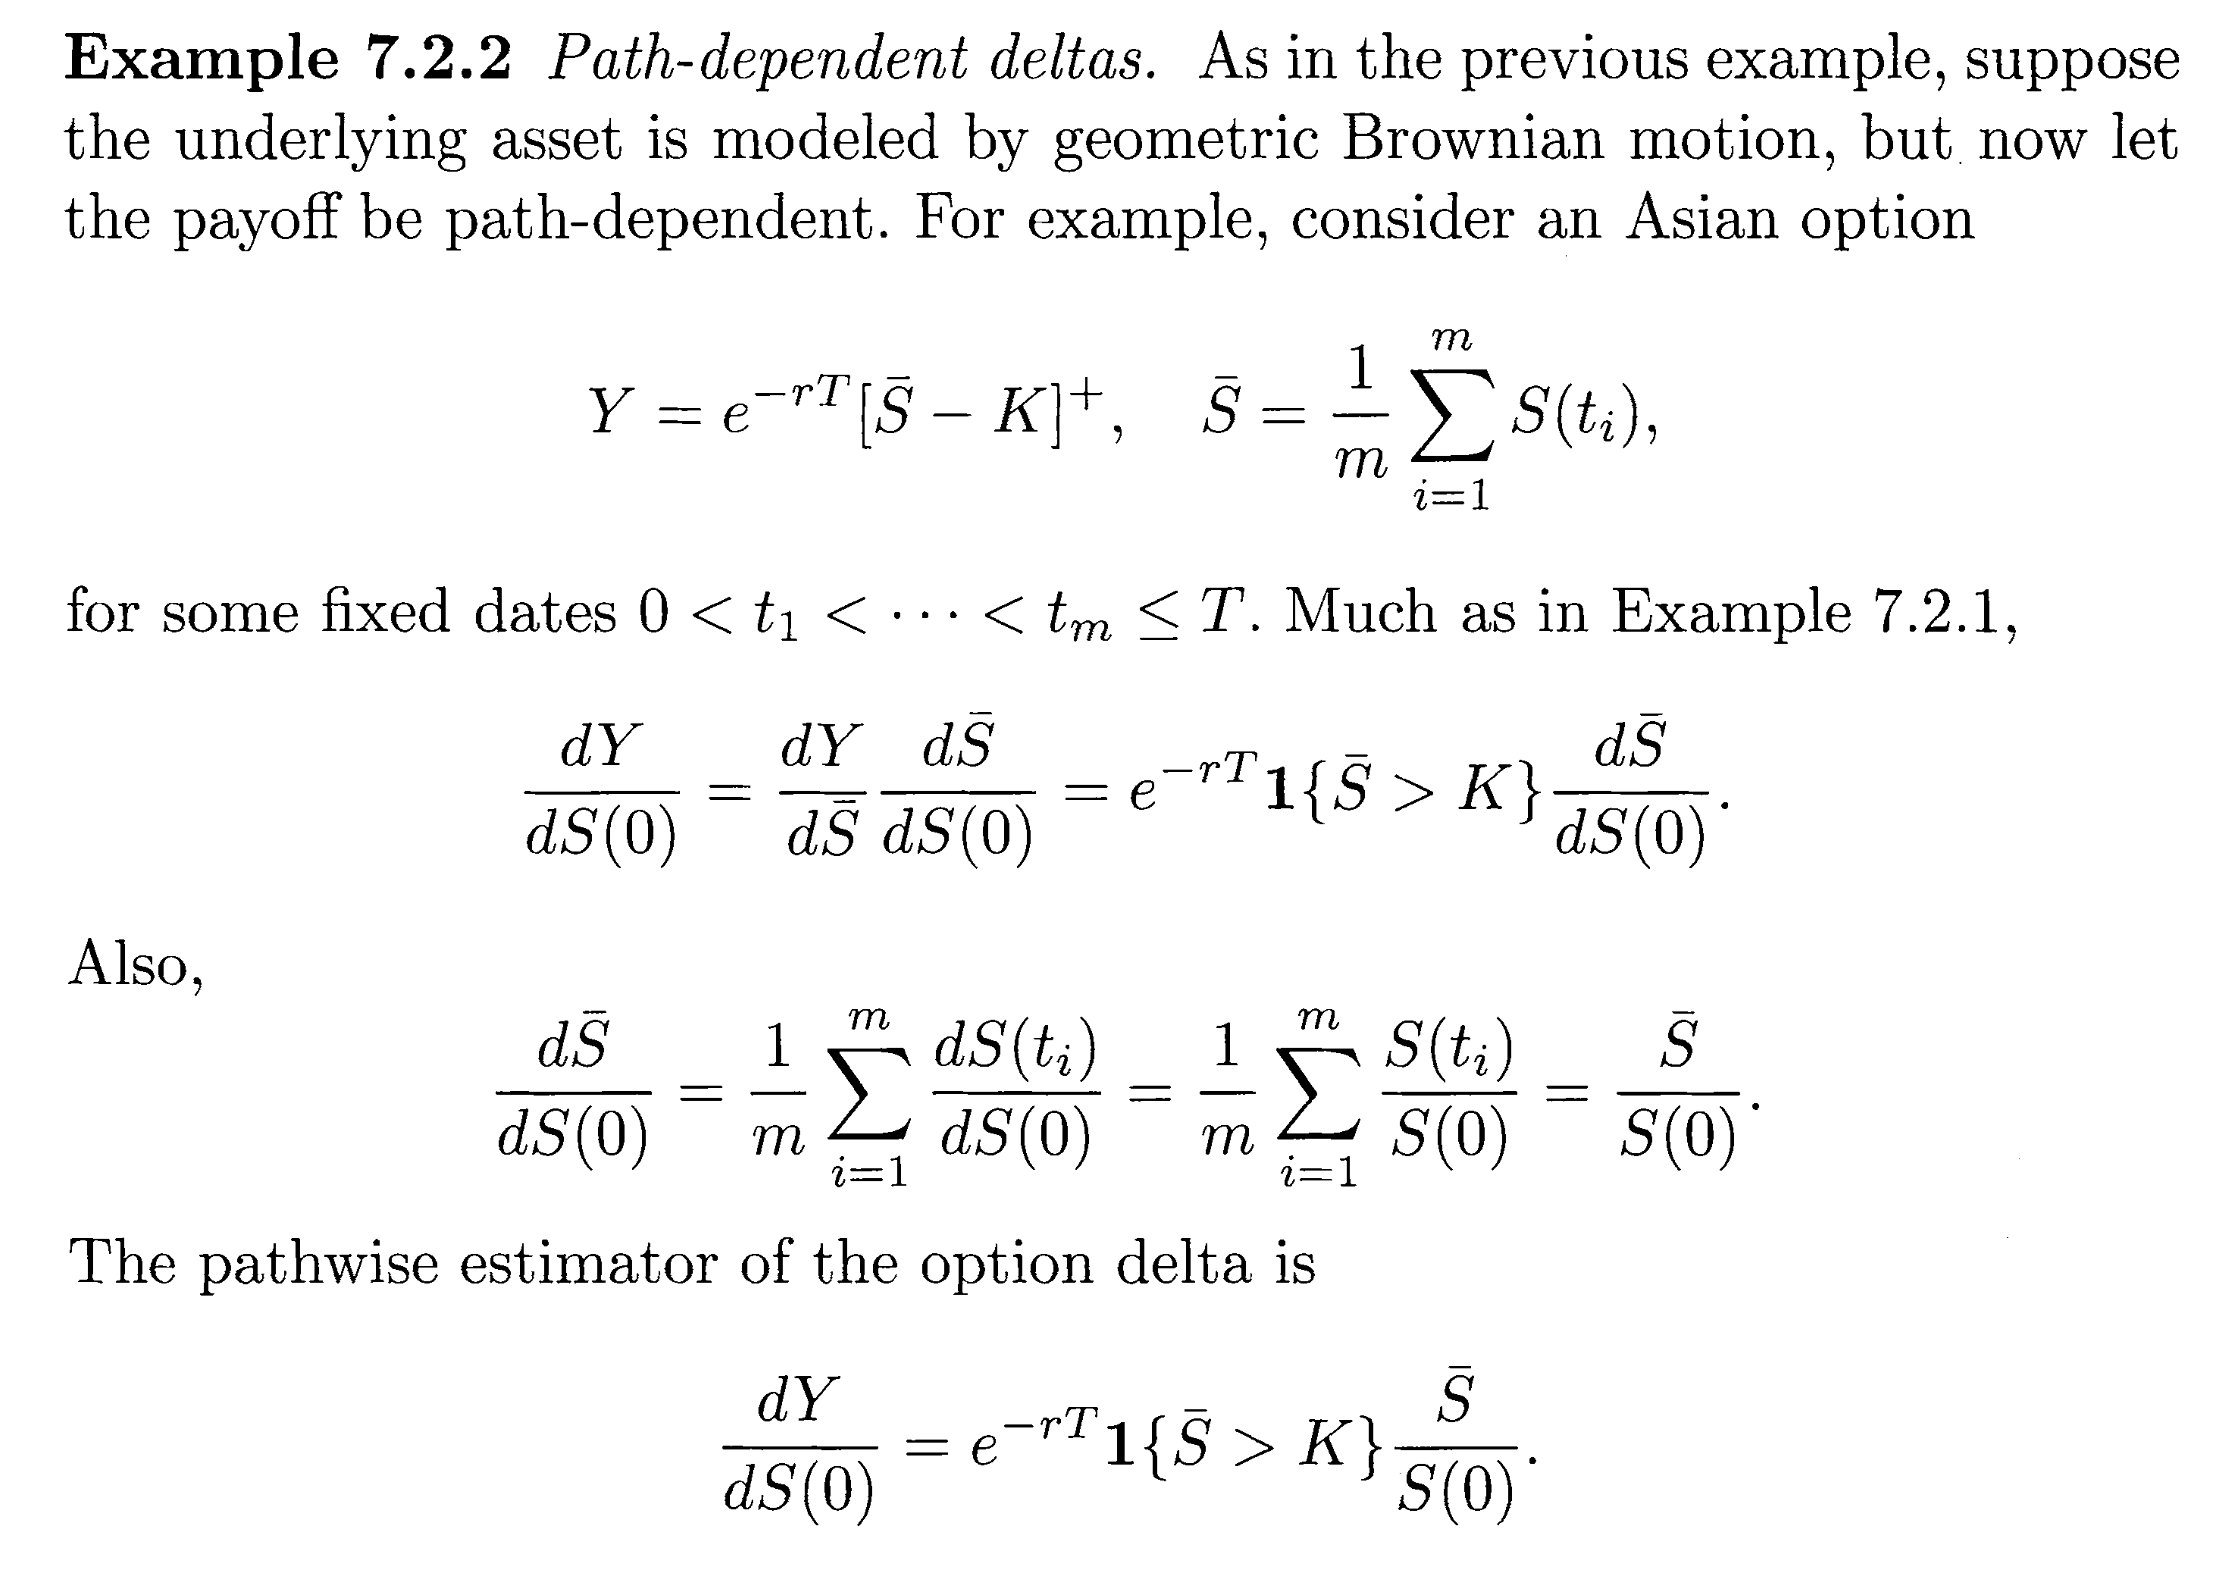 Example 7.2.2 Path-dependent deltas. As in the previous example, suppose
the underlying asset is modeled by geometric Brownian motion, but now let
the payoff be path-dependent. For example, consider an Asian option
Y = e^{-rT}[S̄ − K]^+, S̄ = \frac{1}{m} \sum_{i=1}^{m} S(t_i),
for some fixed dates 0 < t_1 < · · · < t_m ≤ T. Much as in Example 7.2.1,
\frac{dY}{dS(0)} = \frac{dY}{dS̄} \frac{dS̄}{dS(0)} = e^{-rT} 1{S̄ > K} \frac{dS̄}{dS(0)}.
Also,
\frac{dS̄}{dS(0)} = \frac{1}{m} \sum_{i=1}^{m} \frac{dS(t_i)}{dS(0)} = \frac{1}{m} \sum_{i=1}^{m} \frac{S(t_i)}{S(0)} = \frac{S̄}{S(0)}.
The pathwise estimator of the option delta is
\frac{dY}{dS(0)} = e^{-rT} 1{S̄ > K} \frac{S̄}{S(0)}.